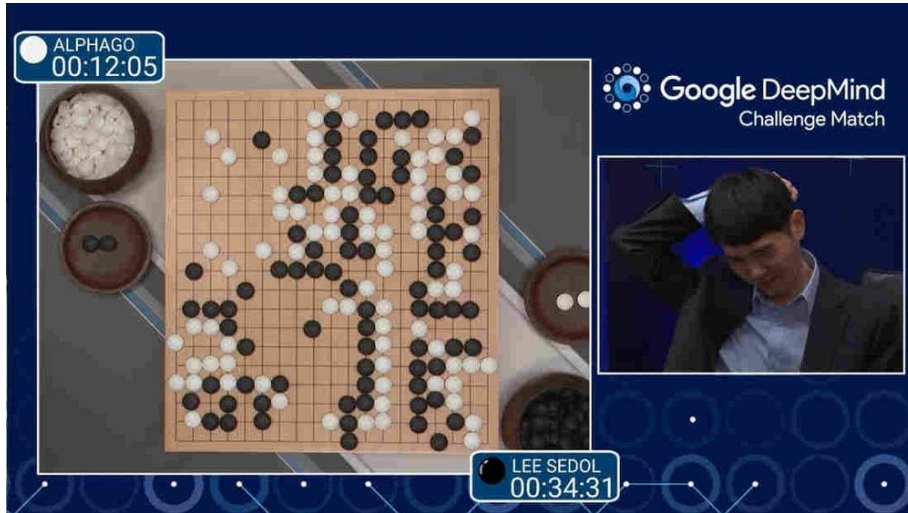 ALPHAGO
00:12:05
Google DeepMind
Challenge Match
LEE SEDOL
00:34:31